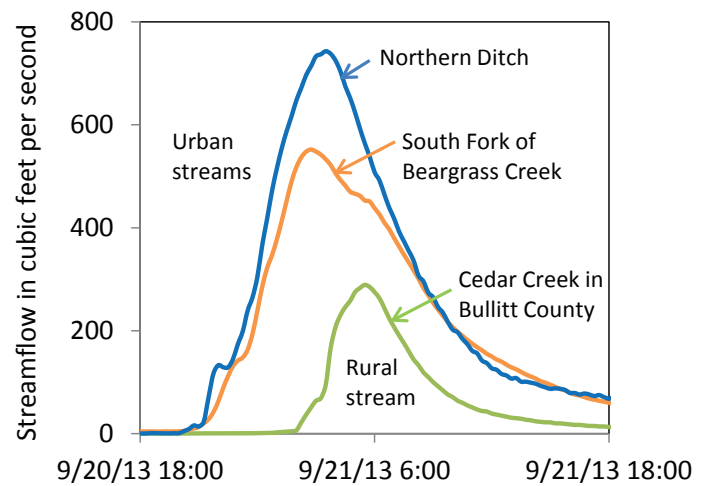 Streamflow in cubic feet per second
800
600
400
200
0
Northern Ditch
Urban
streams
South Fork of
Beargrass Creek
Cedar Creek in
Bullitt County
Rural
stream
9/20/13 18:00
9/21/13 6:00
9/21/13 18:00